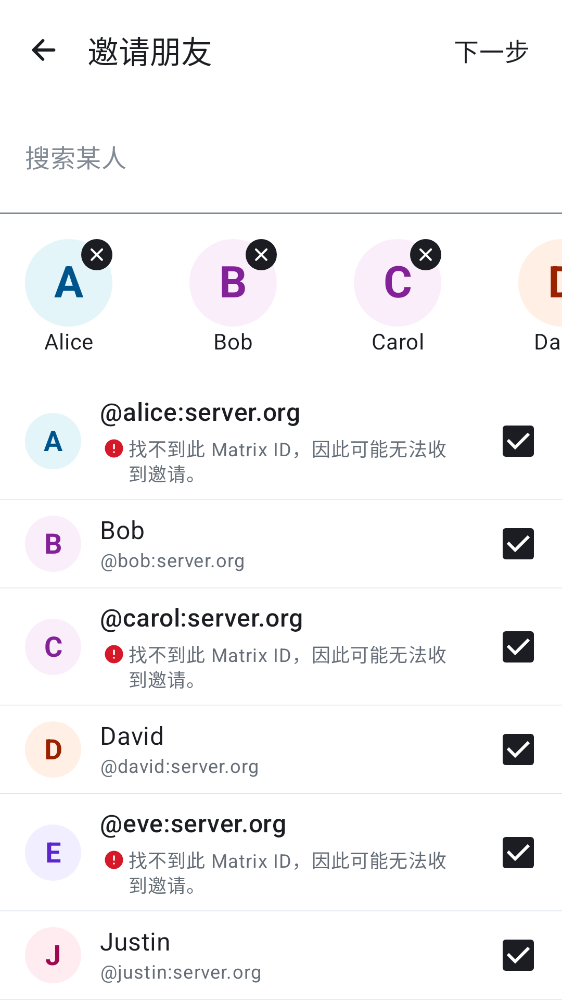 邀请朋友
下一步
搜索某人
A
B
C
Alice
Bob
Carol
Da
A
@alice:server.org
找不到此 Matrix ID，因此可能无法收
到邀请。
B
Bob
@bob:server.org
C
@carol:server.org
找不到此 Matrix ID，因此可能无法收
到邀请。
D
David
@david:server.org
E
@eve:server.org
找不到此 Matrix ID，因此可能无法收
到邀请。
J
Justin
@justin:server.org